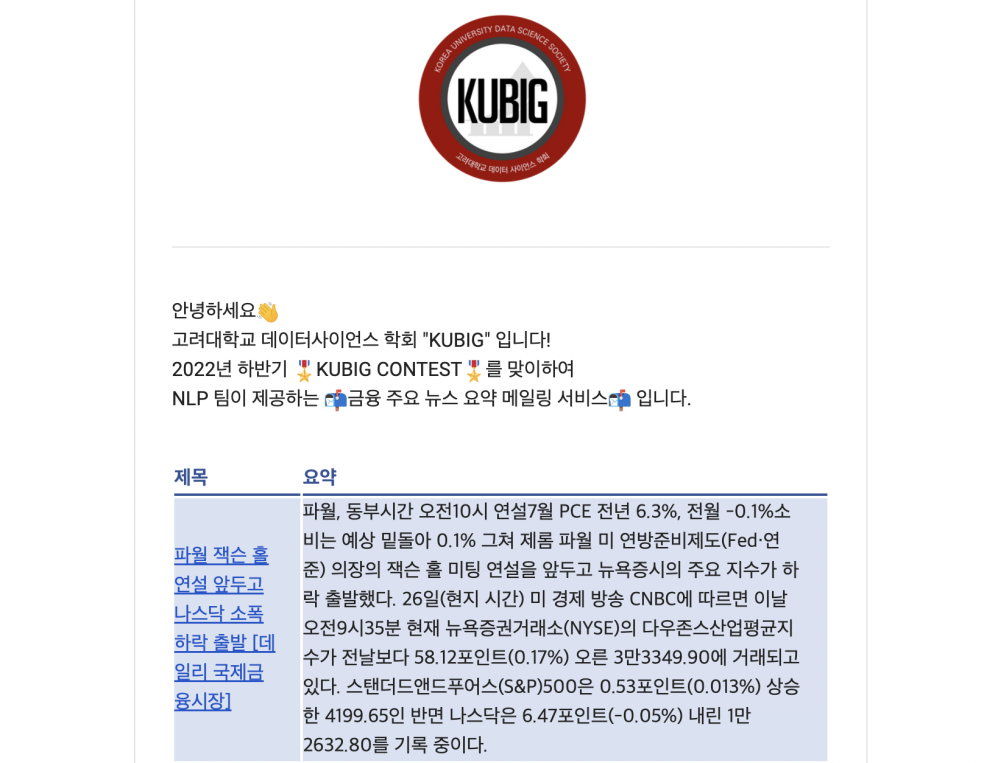 KOREA UNIVERSITY DATA SCIENCE SOCIETY
KUBIG
고려대학교 데이터 사이언스 학회
안녕하세요👋
고려대학교 데이터사이언스 학회 "KUBIG" 입니다!
2022년 하반기 🎖️KUBIG CONTEST🎖️를 맞이하여
NLP 팀이 제공하는 📬금융 주요 뉴스 요약 메일링 서비스📬 입니다.
제목
요약
파월 잭슨 홀
연설 앞두고
나스닥 소폭
하락 출발 [데
일리 국제금
융시장]
파월, 동부시간 오전10시 연설7월 PCE 전년 6.3%, 전월 -0.1%소
비는 예상 밑돌아 0.1% 그쳐 제롬 파월 미 연방준비제도(Fed·연
준) 의장의 잭슨 홀 미팅 연설을 앞두고 뉴욕증시의 주요 지수가 하
락 출발했다. 26일(현지 시간) 미 경제 방송 CNBC에 따르면 이날
오전9시35분 현재 뉴욕증권거래소(NYSE)의 다우존스산업평균지
수가 전날보다 58.12포인트(0.17%) 오른 3만3349.90에 거래되고
있다. 스탠더드앤드푸어스(S&P)500은 0.53포인트(0.013%) 상승
한 4199.65인 반면 나스닥은 6.47포인트(-0.05%) 내린 1만
2632.80를 기록 중이다.